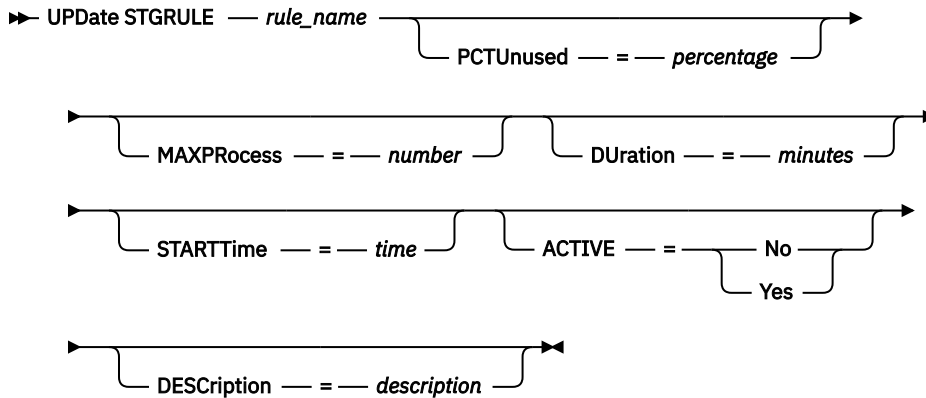 UPDate STGRULE — rule_name
PCTUnused — = — percentage
MAXPRocess — = — number
DUration — = — minutes
STARTTime — = — time
ACTIVE — = No
Yes
DESCription — = — description